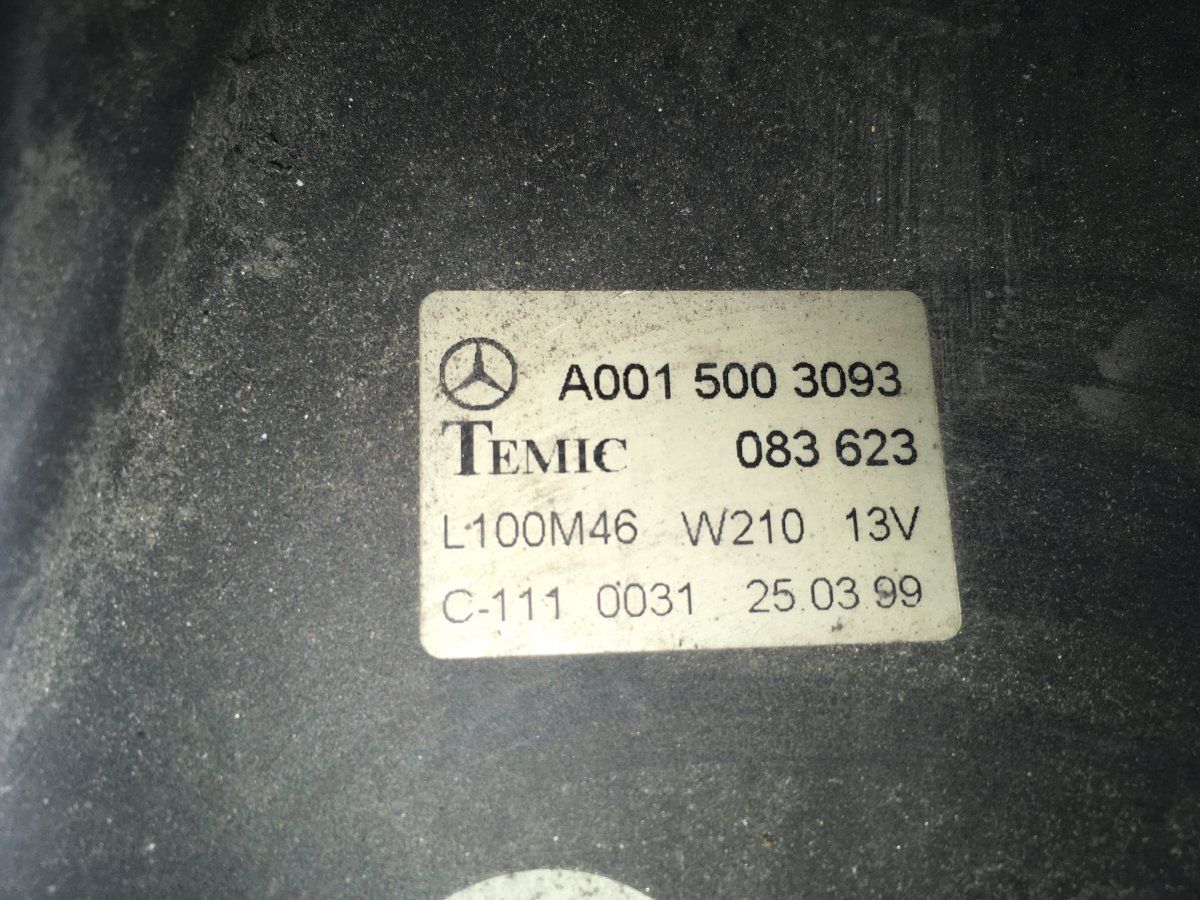 A001 500 3093
TEMIC 083 623
L100M46 W210 13V
C-111 0031 25.03.99